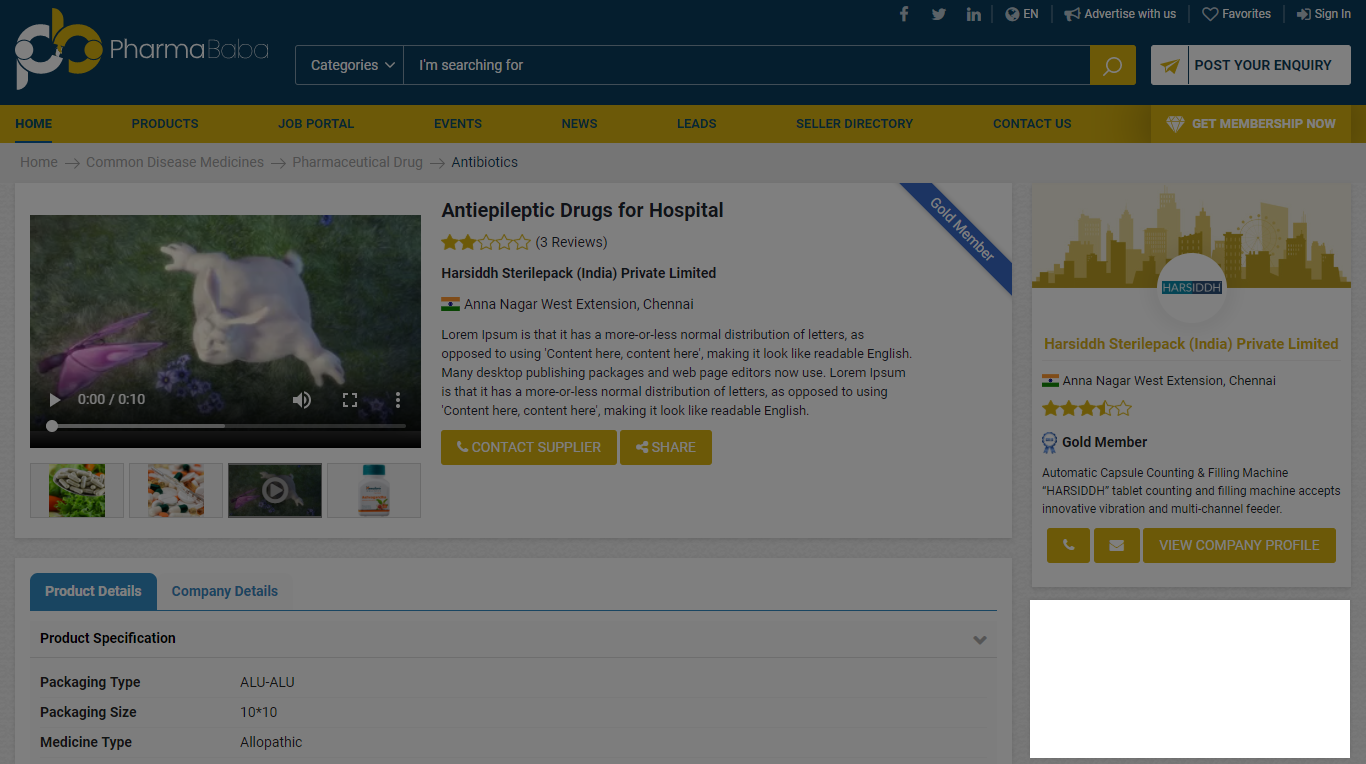 EN
Advertise with us
Favorites
Sign In
PharmaBaba
Categories
I'm searching for
POST YOUR ENQUIRY
HOME
PRODUCTS
JOB PORTAL
EVENTS
NEWS
LEADS
SELLER DIRECTORY
CONTACT US
GET MEMBERSHIP NOW
Home
Common Disease Medicines
Pharmaceutical Drug
Antibiotics
Antiepileptic Drugs for Hospital
(3 Reviews)
Harsiddh Sterilepack (India) Private Limited
Anna Nagar West Extension, Chennai
Lorem Ipsum is that it has a more-or-less normal distribution of letters, as
opposed to using 'Content here, content here', making it look like readable English.
Many desktop publishing packages and web page editors now use. Lorem Ipsum
is that it has a more-or-less normal distribution of letters, as opposed to using
'Content here, content here', making it look like readable English.
CONTACT SUPPLIER
SHARE
Gold Member
0:00 / 0:10
HARSIDDH
Harsiddh Sterilepack (India) Private Limited
Anna Nagar West Extension, Chennai
Gold Member
Automatic Capsule Counting & Filling Machine
“HARSIDDH” tablet counting and filling machine accepts
innovative vibration and multi-channel feeder.
VIEW COMPANY PROFILE
Product Details
Company Details
Product Specification
Packaging Type
ALU-ALU
Packaging Size
10*10
Medicine Type
Allopathic